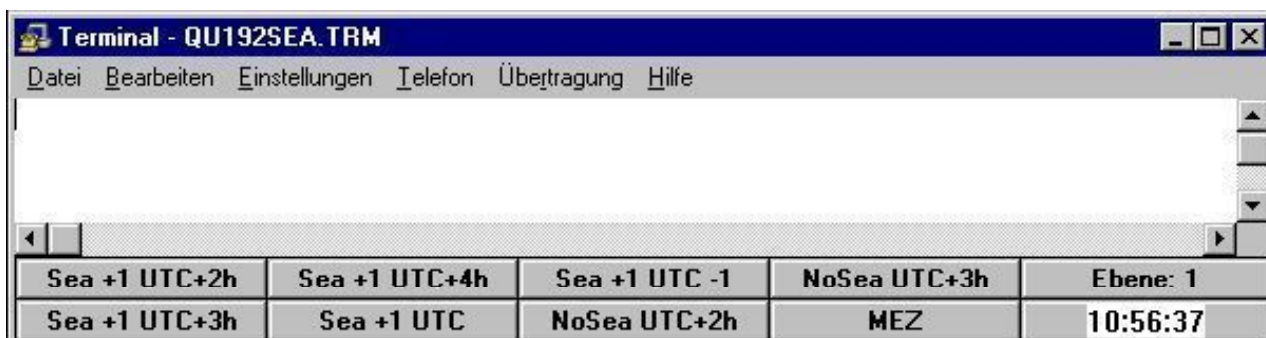 Terminal - QU192SEA.TRM
Datei Bearbeiten Einstellungen Telefon Übertragung Hilfe
Sea +1 UTC+2h Sea +1 UTC+4h Sea +1 UTC -1 NoSea UTC+3h Ebene: 1
Sea +1 UTC+3h Sea +1 UTC NoSea UTC+2h MEZ 10:56:37